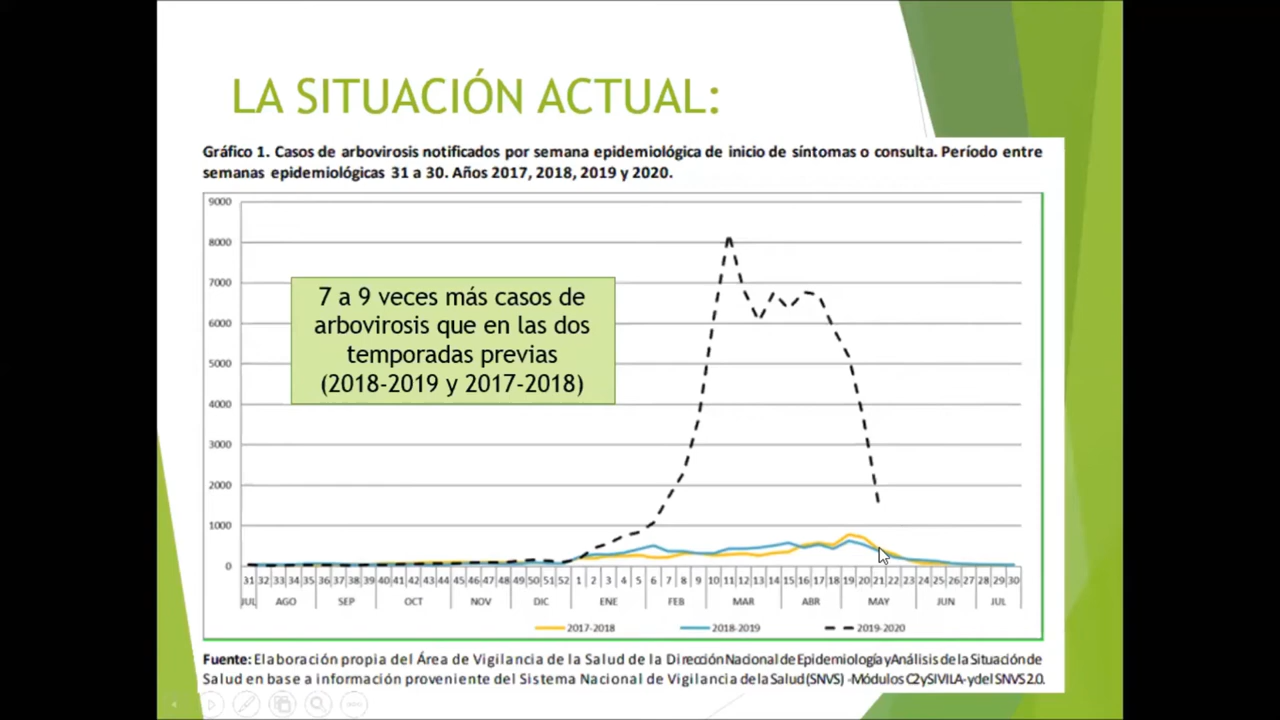 LA SITUACIÓN ACTUAL:
Gráfico 1. Casos de arbovirosis notificados por semana epidemiológica de inicio de síntomas o consulta. Período entre
semanas epidemiológicas 31 a 30. Años 2017, 2018, 2019 y 2020.
9000
8000
7000
6000
5000
4000
3000
2000
1000
0
7 a 9 veces más casos de
arbovirosis que en las dos
temporadas previas
(2018-2019 y 2017-2018)
31 32 33 34 35 36 37 38 39 40 41 42 43 44 45 46 47 48 49 50 51 52 1 2 3 4 5 6 7 8 9 10 11 12 13 14 15 16 17 18 19 20 21 22 23 24 25 26 27 28 29 30
JUL AGO SEP OCT NOV DIC ENE FEB MAR ABR MAY JUN JUL
2017-2018 2018-2019 2019-2020
Fuente: Elaboración propia del Área de Vigilancia de la Salud de la Dirección Nacional de Epidemiología y Análisis de la Situación de
Salud en base a información proveniente del Sistema Nacional de Vigilancia de la Salud (SNVS) -Módulos C2 y SIVILA- y del SNVS 2.0.